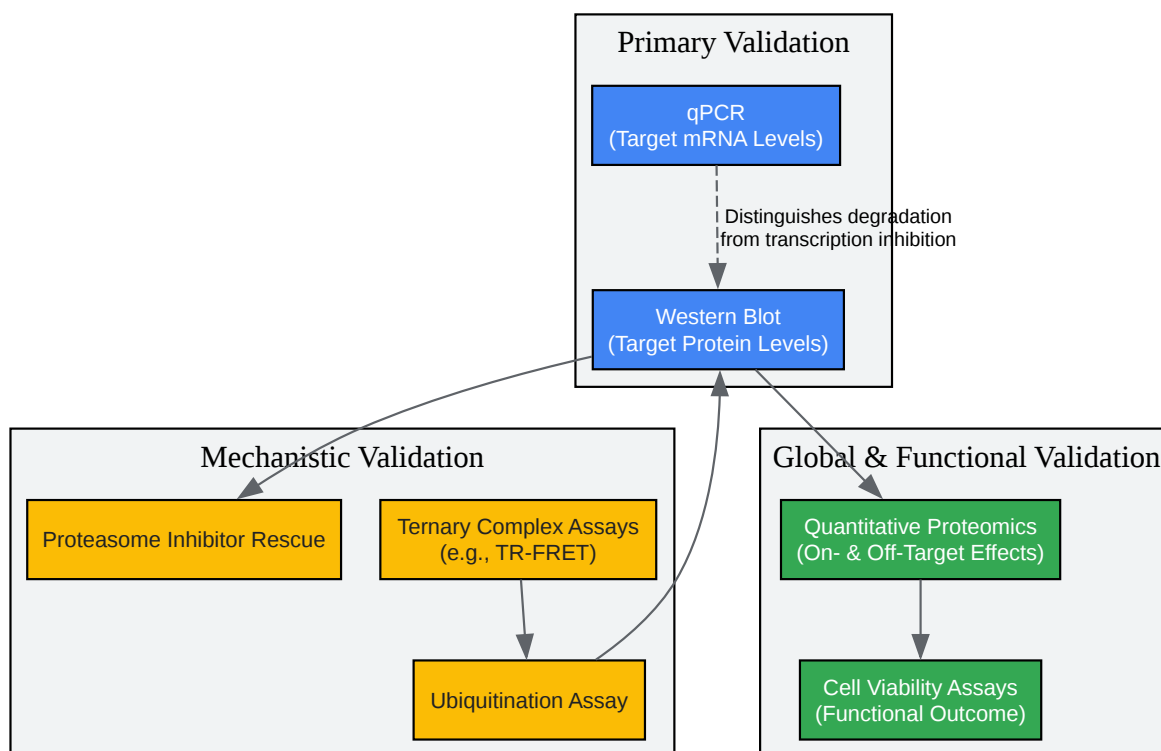 Primary Validation
qPCR
(Target mRNA Levels)
Distinguishes degradation
from transcription inhibition
Western Blot
(Target Protein Levels)
Mechanistic Validation
Proteasome Inhibitor Rescue
Ternary Complex Assays
(e.g., TR-FRET)
Ubiquitination Assay
Global & Functional Validation
Quantitative Proteomics
(On- & Off-Target Effects)
Cell Viability Assays
(Functional Outcome)